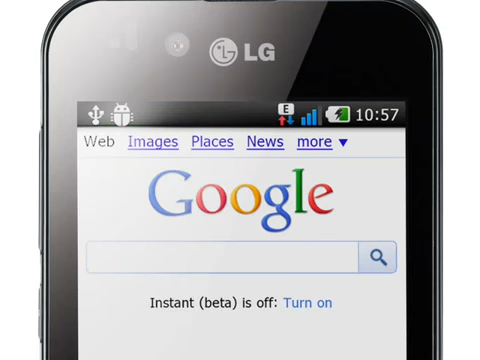 LG
E 10:57
Web Images Places News more ▼
Google
Instant (beta) is off: Turn on